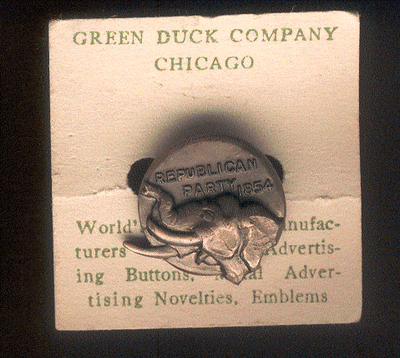 GREEN DUCK COMPANY
CHICAGO
REPUBLICAN
PARTY 1854
World' nufac-
turers Advertis-
ing Buttons, Adver-
tising Novelties, Emblems